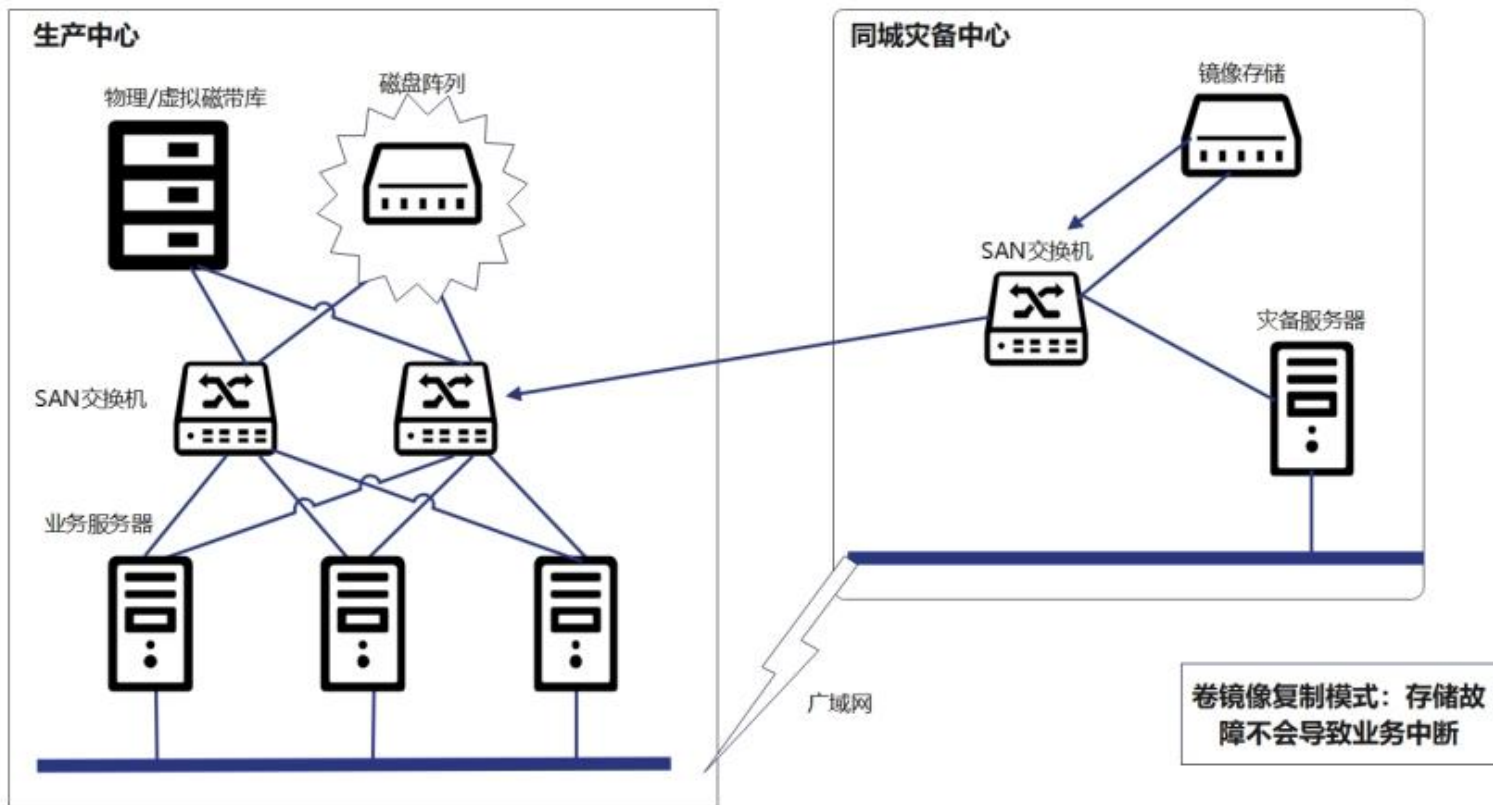 生产中心
物理/虚拟磁带库
磁盘阵列
SAN交换机
业务服务器
同城灾备中心
镜像存储
SAN交换机
灾备服务器
广域网
卷镜像复制模式：存储故
障不会导致业务中断